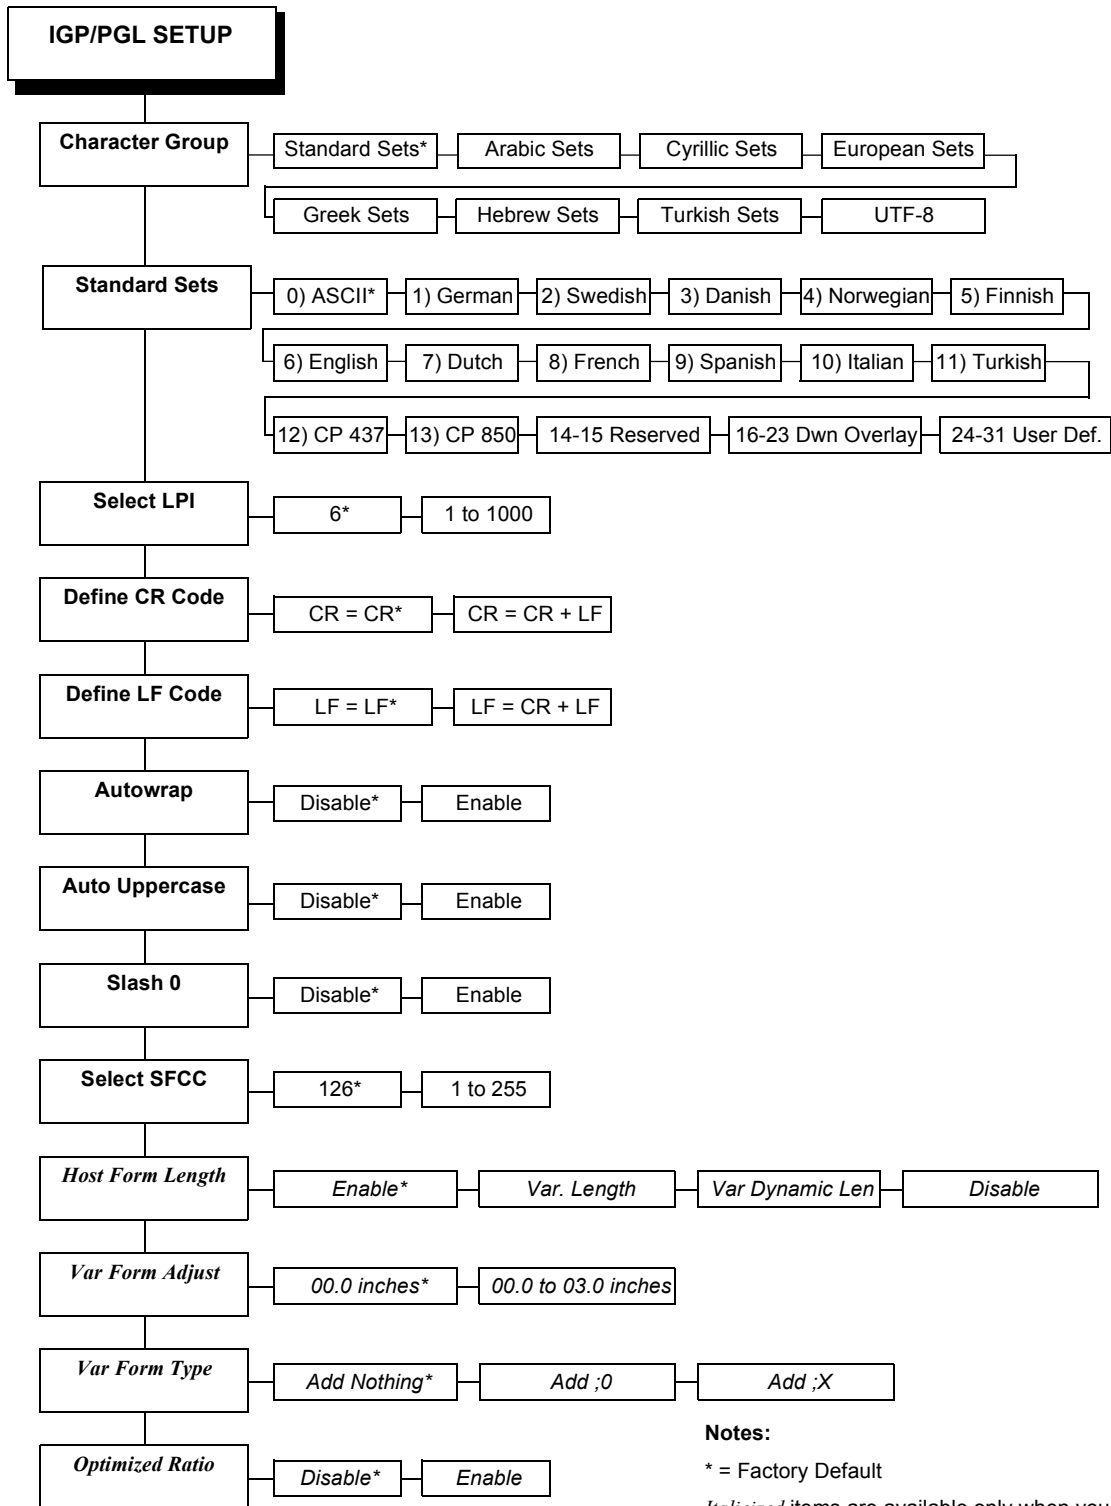 IGP/PGL SETUP
Character Group
Standard Sets* Arabic Sets Cyrillic Sets European Sets
Greek Sets Hebrew Sets Turkish Sets UTF-8
Standard Sets
0) ASCII* 1) German 2) Swedish 3) Danish 4) Norwegian 5) Finnish
6) English 7) Dutch 8) French 9) Spanish 10) Italian 11) Turkish
12) CP 437 13) CP 850 14-15 Reserved 16-23 Dwn Overlay 24-31 User Def.
Select LPI
6* 1 to 1000
Define CR Code
CR = CR* CR = CR + LF
Define LF Code
LF = LF* LF = CR + LF
Autowrap
Disable* Enable
Auto Uppercase
Disable* Enable
Slash 0
Disable* Enable
Select SFCC
126* 1 to 255
Host Form Length
Enable* Var. Length Var Dynamic Len Disable
Var Form Adjust
00.0 inches* 00.0 to 03.0 inches
Var Form Type
Add Nothing* Add ;0 Add ;X
Optimized Ratio
Disable* Enable
Notes:
* = Factory Default
Italicized items are available only when you